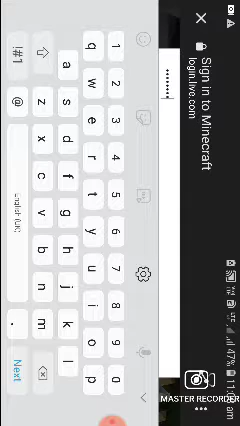 47% 11:0 am
Sign in to Minecraft
login.live.com
MASTER RECORDER
1 2 3 4 5 6 7 8 9 0
q w e r t y u i o p
a s d f g h j k l
z x c v b n m
!#1 @ English (UK) . Next